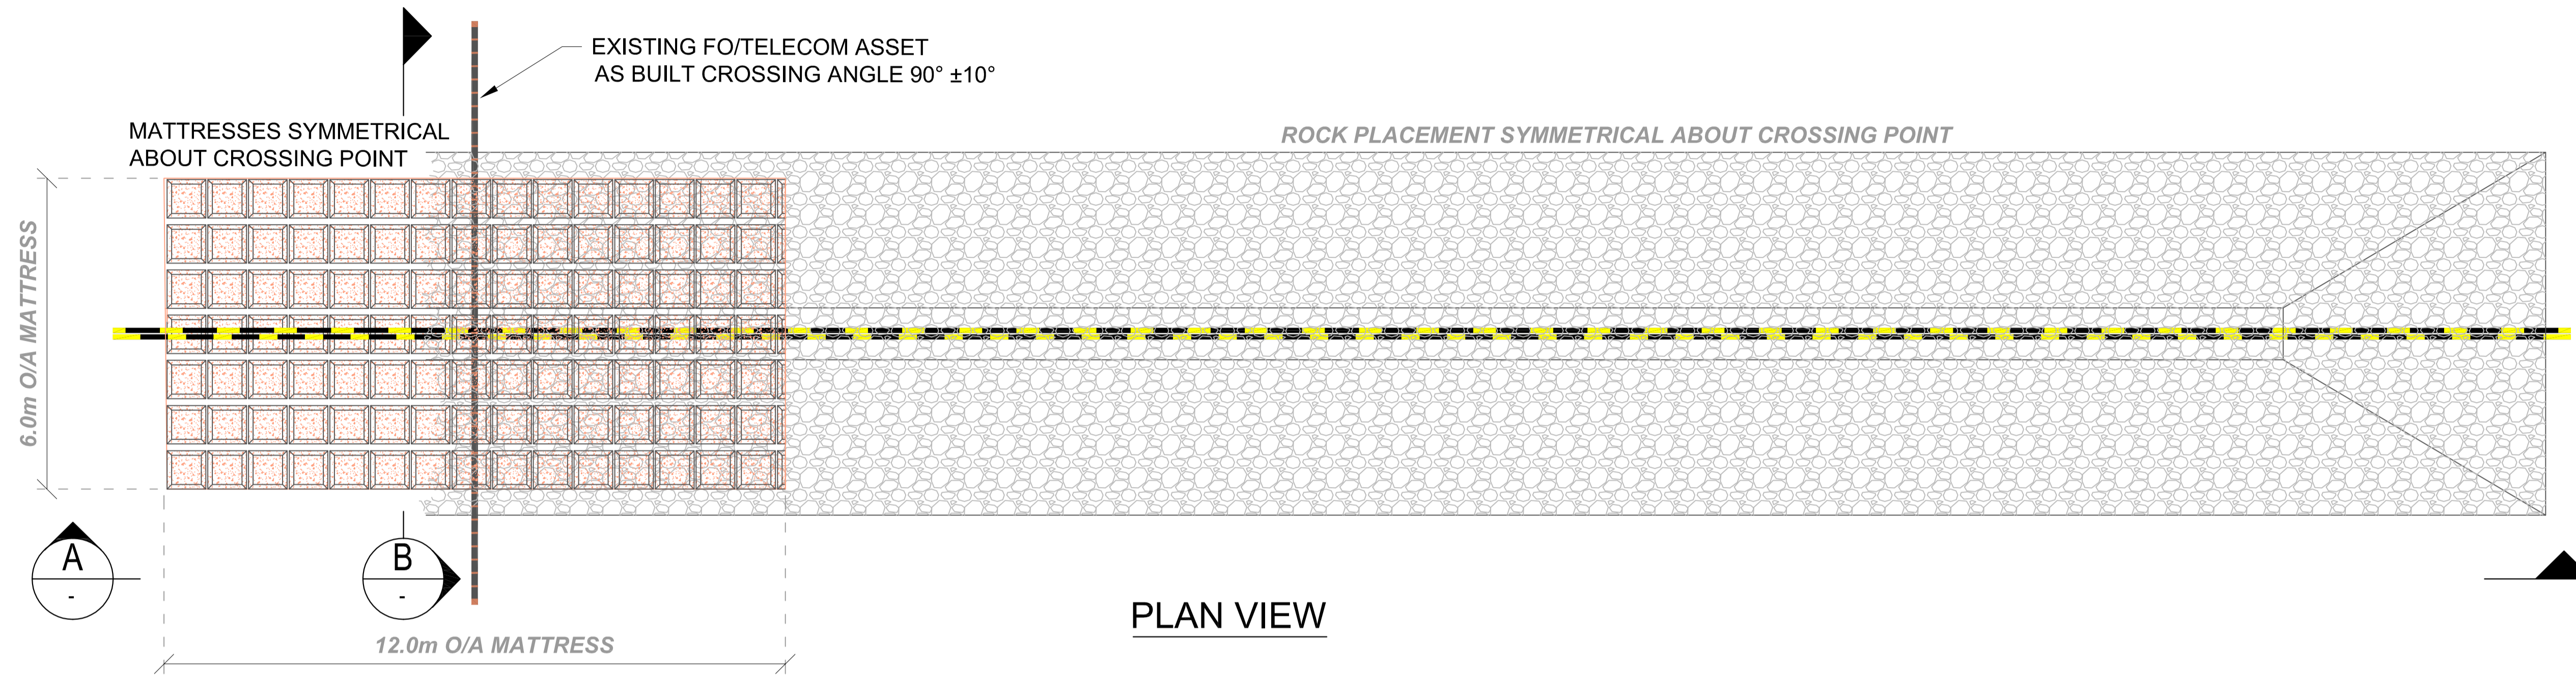 EXISTING FO/TELECOM ASSET
AS BUILT CROSSING ANGLE 90° ±10°
MATTRESSES SYMMETRICAL
ABOUT CROSSING POINT
ROCK PLACEMENT SYMMETRICAL ABOUT CROSSING POINT
6.0m O/A MATTRESS
A
-
B
-
PLAN VIEW
12.0m O/A MATTRESS